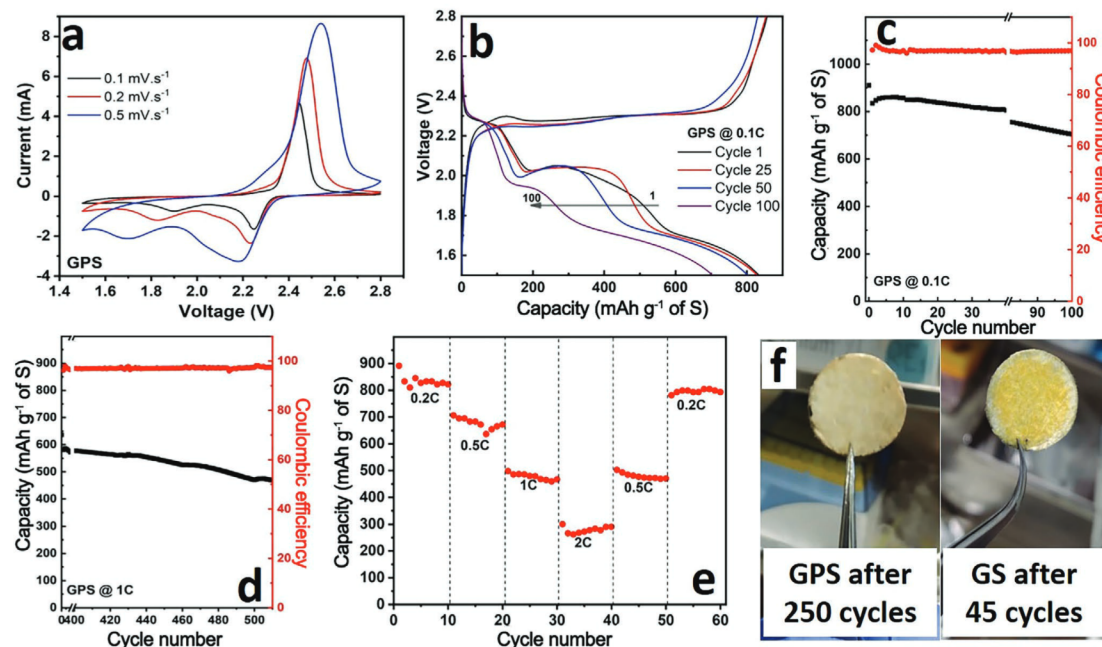 a
0.1 mV.s⁻¹
0.2 mV.s⁻¹
0.5 mV.s⁻¹
Current (mA)
8
6
4
2
0
-2
-4
GPS
1.4 1.6 1.8 2.0 2.2 2.4 2.6 2.8
Voltage (V)
b
Voltage (V)
2.4
2.2
2.0
1.8
1.6
GPS @ 0.1C
Cycle 1
Cycle 25
Cycle 50
Cycle 100
100 1
0 200 400 600 800
Capacity (mAh g⁻¹ of S)
c
Capacity (mAh g⁻¹ of S)
1000
800
600
400
200
0
Coulombic efficiency
100
80
60
40
20
0
GPS @ 0.1C
0 10 20 30 90 100
Cycle number
d
Capacity (mAh g⁻¹ of S)
900
800
700
600
500
400
300
200
100
0
Coulombic efficiency
100
80
60
40
20
0
GPS @ 1C
0 400 420 440 460 480 500
Cycle number
e
Capacity (mAh g⁻¹ of S)
900
800
700
600
500
400
300
200
100
0
0.2C
0.5C
1C
2C
0.5C
0.2C
0 10 20 30 40 50 60
Cycle number
f
GPS after
250 cycles
GS after
45 cycles